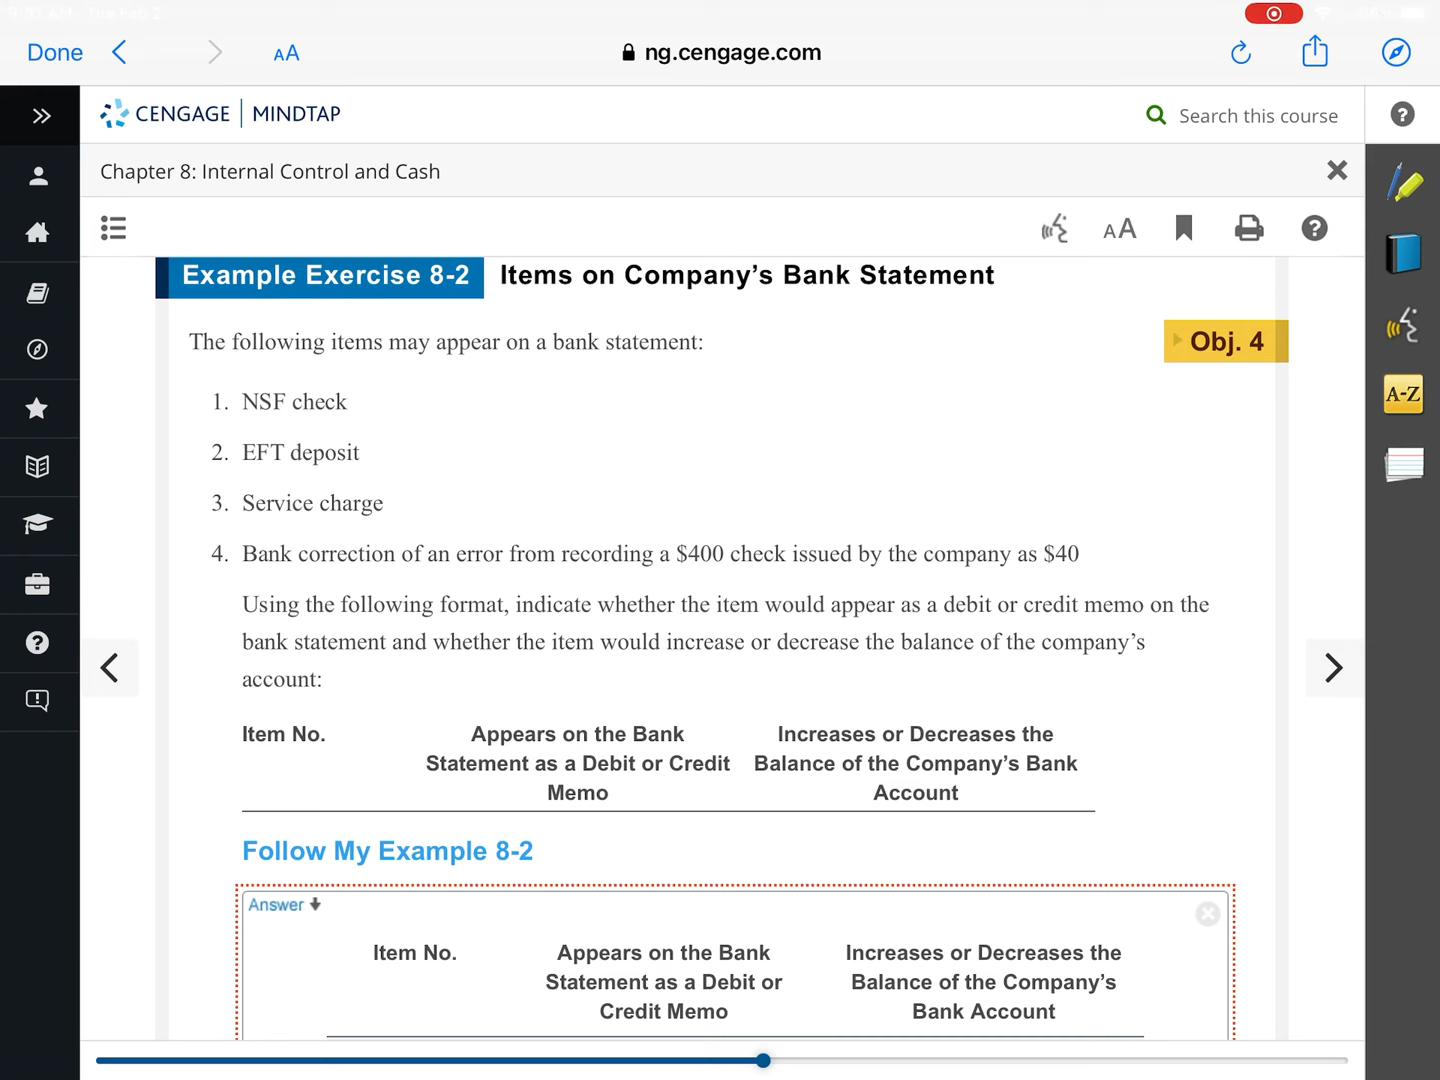 Done
AA
ng.cengage.com
CENGAGE | MINDTAP
Search this course
Chapter 8: Internal Control and Cash
AA
Example Exercise 8-2 Items on Company’s Bank Statement
The following items may appear on a bank statement:
Obj. 4
1. NSF check
2. EFT deposit
3. Service charge
4. Bank correction of an error from recording a $400 check issued by the company as $40
Using the following format, indicate whether the item would appear as a debit or credit memo on the
bank statement and whether the item would increase or decrease the balance of the company’s
account:
Item No. Appears on the Bank Increases or Decreases the
Statement as a Debit or Credit Balance of the Company’s Bank
Memo Account
Follow My Example 8-2
Answer
Item No. Appears on the Bank Increases or Decreases the
Statement as a Debit or Balance of the Company’s
Credit Memo Bank Account
A-Z